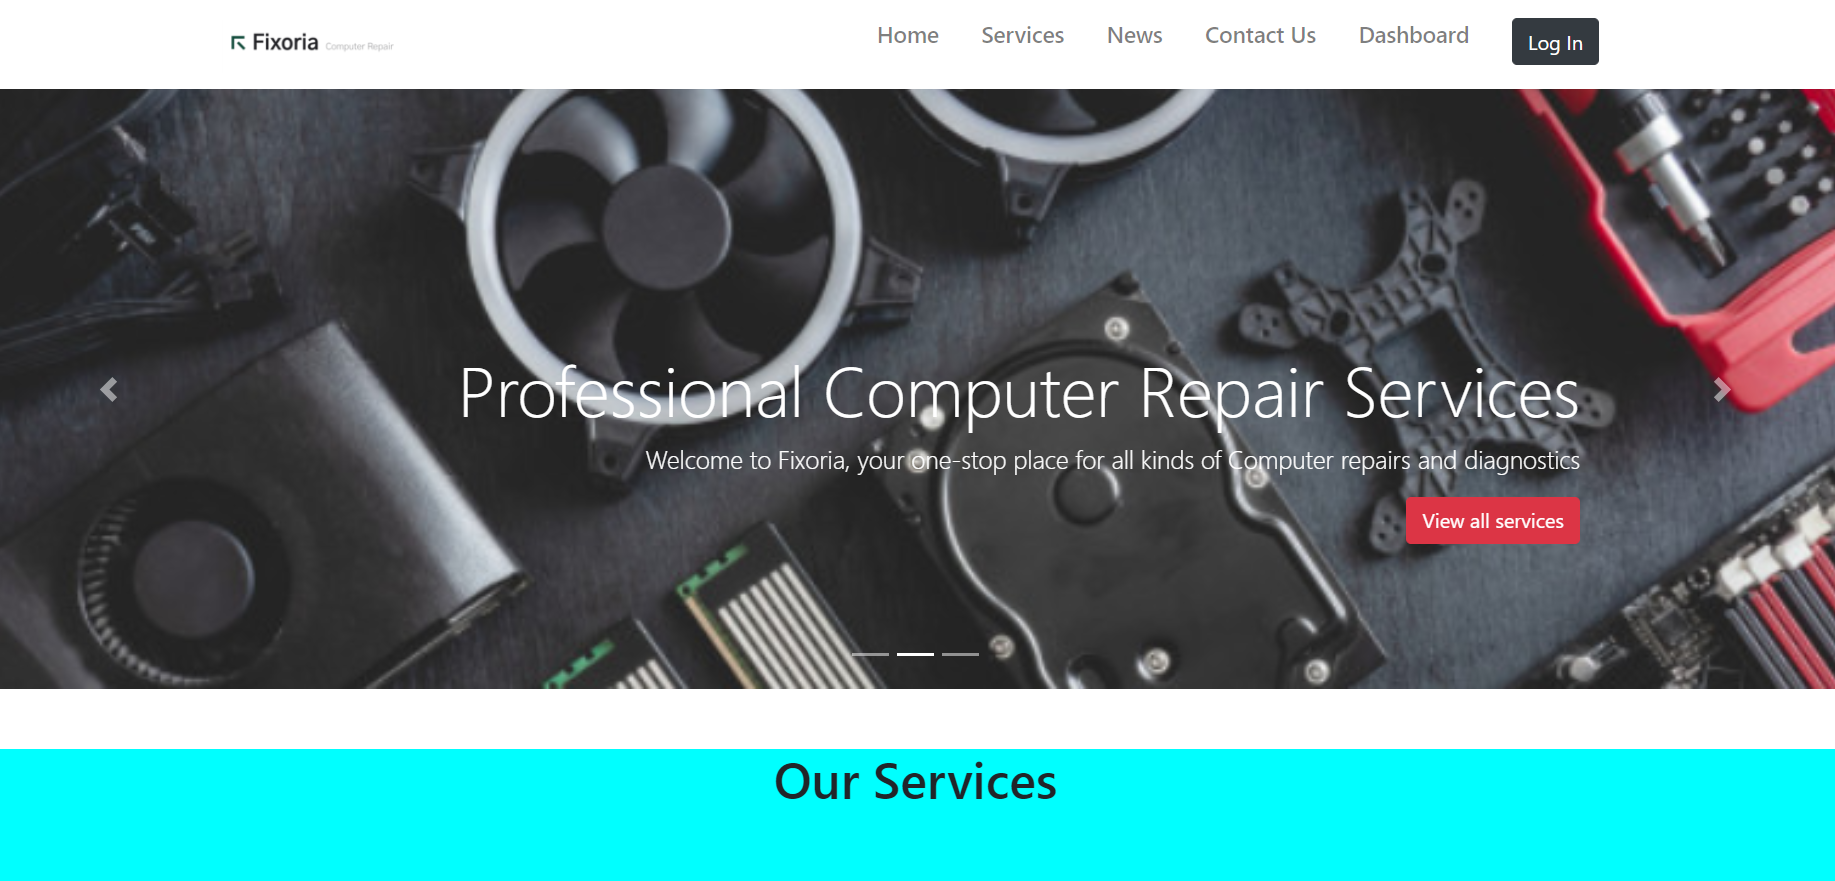 Fixoria Computer Repair
Home Services News Contact Us Dashboard Log In
Professional Computer Repair Services
Welcome to Fixoria, your one-stop place for all kinds of Computer repairs and diagnostics
View all services
Our Services